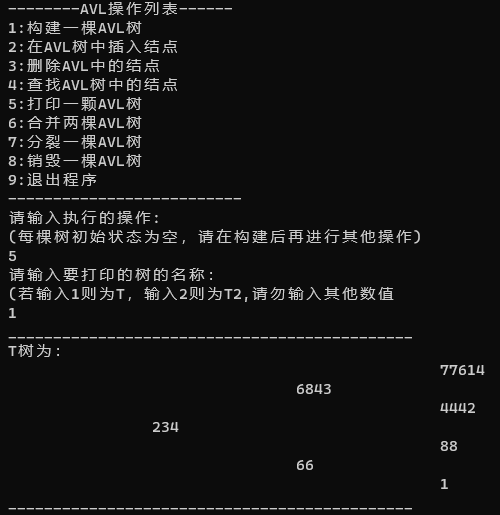 --------AVL操作列表------
1:构建一棵AVL树
2:在AVL树中插入结点
3:删除AVL中的结点
4:查找AVL树中的结点
5:打印一颗AVL树
6:合并两棵AVL树
7:分裂一棵AVL树
8:销毁一棵AVL树
9:退出程序
--------------------------
请输入执行的操作:
(每棵树初始状态为空, 请在构建后再进行其他操作)
5
请输入要打印的树的名称:
(若输入1则为T, 输入2则为T2,请勿输入其他数值
1
_____________________________________________
T树为:
77614
6843
4442
234
88
66
1
_____________________________________________